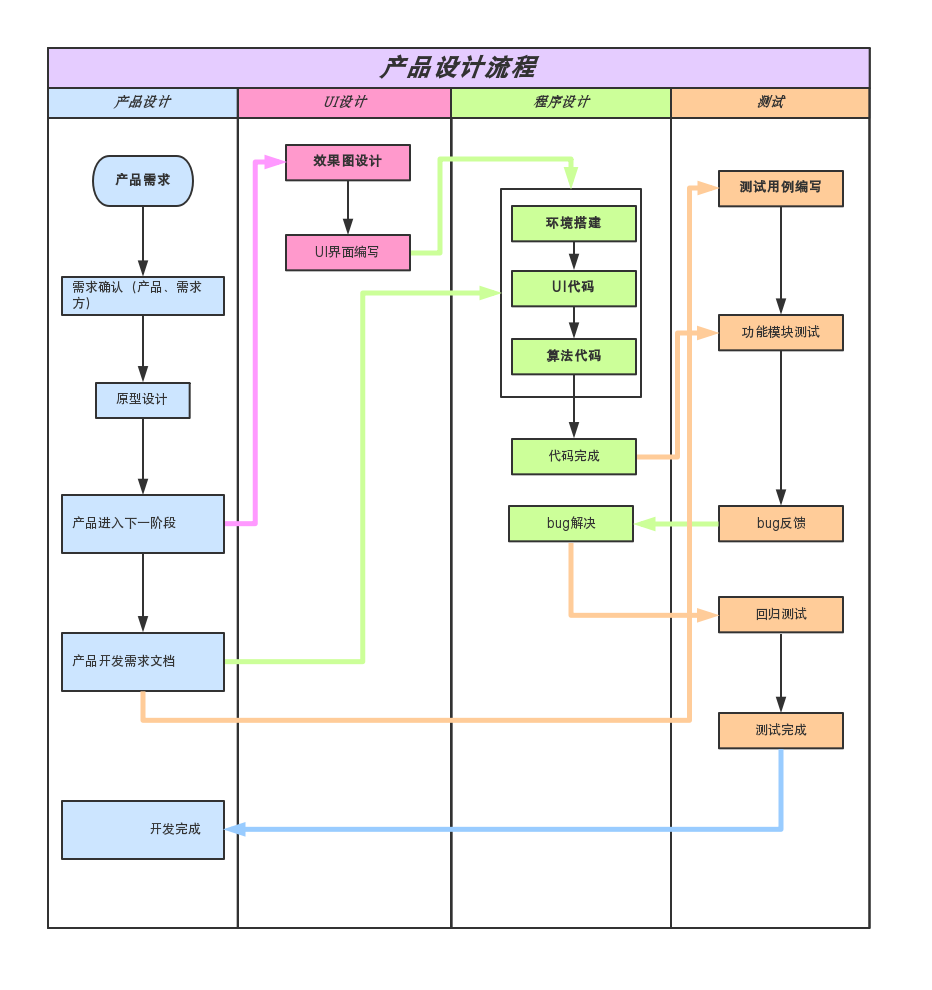 产品设计流程
产品设计
UI设计
程序设计
测试
产品需求
需求确认（产品、需求
方）
原型设计
产品进入下一阶段
产品开发需求文档
开发完成
效果图设计
UI界面编写
环境搭建
UI代码
算法代码
代码完成
bug解决
测试用例编写
功能模块测试
bug反馈
回归测试
测试完成